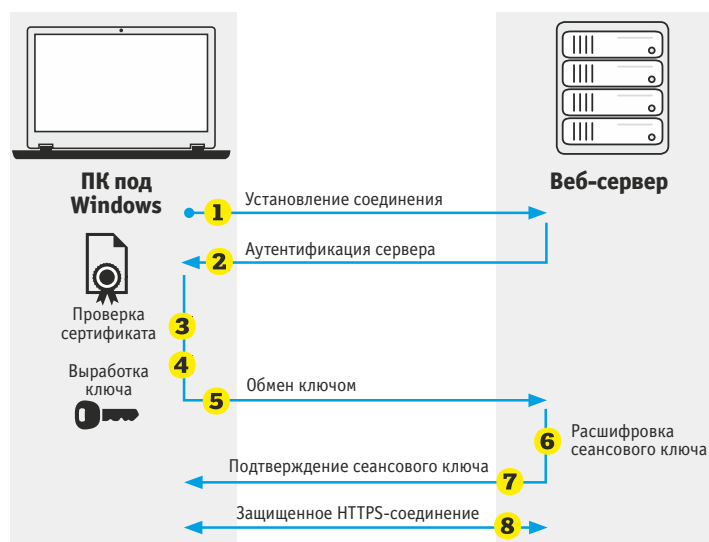 ПК под
Windows
Веб-сервер
1
Установление соединения
2
Аутентификация сервера
Проверка
сертификата
3
4
Выработка
ключа
5
Обмен ключом
6
Расшифровка
сеансового ключа
Подтверждение сеансового ключа
7
Защищенное HTTPS-соединение
8